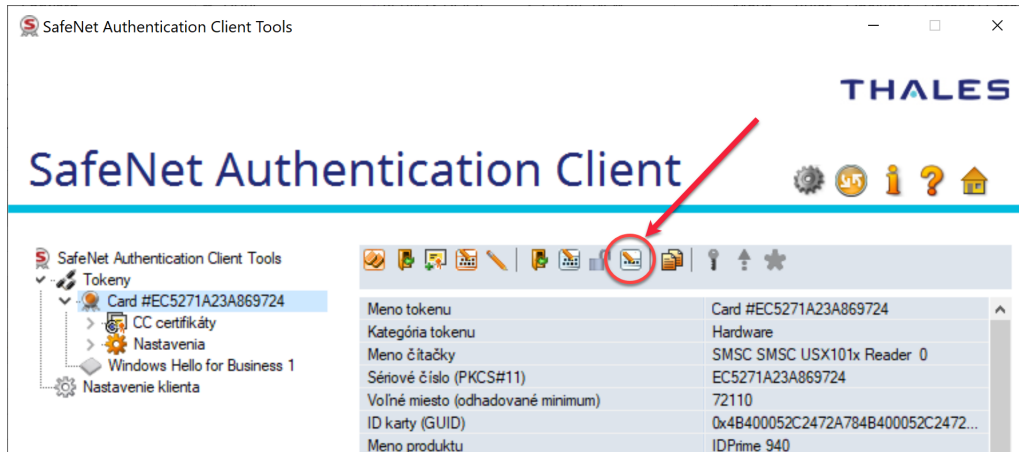 SafeNet Authentication Client Tools
THALES
SafeNet Authentication Client
SafeNet Authentication Client Tools
Tokeny
Card #EC5271A23A869724
CC certifikáty
Nastavenia
Windows Hello for Business 1
Nastavenie klienta
Meno tokenu Card #EC5271A23A869724
Kategória tokenu Hardware
Meno čítačky SMSC SMSC USX101x Reader 0
Sériové číslo (PKCS#11) EC5271A23A869724
Voľné miesto (odhadované minimum) 72110
ID karty (GUID) 0x4B400052C2472A784B400052C2472...
Meno produktu IDPrime 940